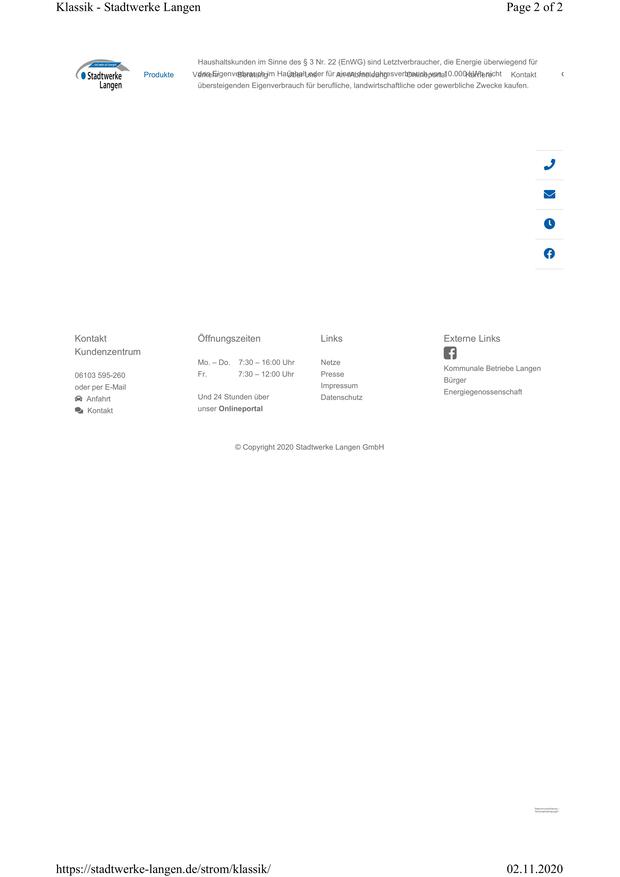 Klassik - Stadtwerke Langen
Page 2 of 2
Stadtwerke
Langen
Produkte
Kontakt
Haushaltskunden im Sinne des § 3 Nr. 22 (EnWG) sind Letztverbraucher, die Energie überwiegend für
den Eigenverbrauch im Haushalt oder für einen den Jahresverbrauch von 10.000 kWh nicht
übersteigenden Eigenverbrauch für berufliche, landwirtschaftliche oder gewerbliche Zwecke kaufen.
Kontakt
Kundenzentrum
06103 595-260
oder per E-Mail
Anfahrt
Kontakt
Öffnungszeiten
Mo. – Do. 7:30 – 16:00 Uhr
Fr. 7:30 – 12:00 Uhr
Und 24 Stunden über
unser Onlineportal
Links
Netze
Presse
Impressum
Datenschutz
Externe Links
Kommunale Betriebe Langen
Bürger
Energiegenossenschaft
© Copyright 2020 Stadtwerke Langen GmbH
https://stadtwerke-langen.de/strom/klassik/
02.11.2020